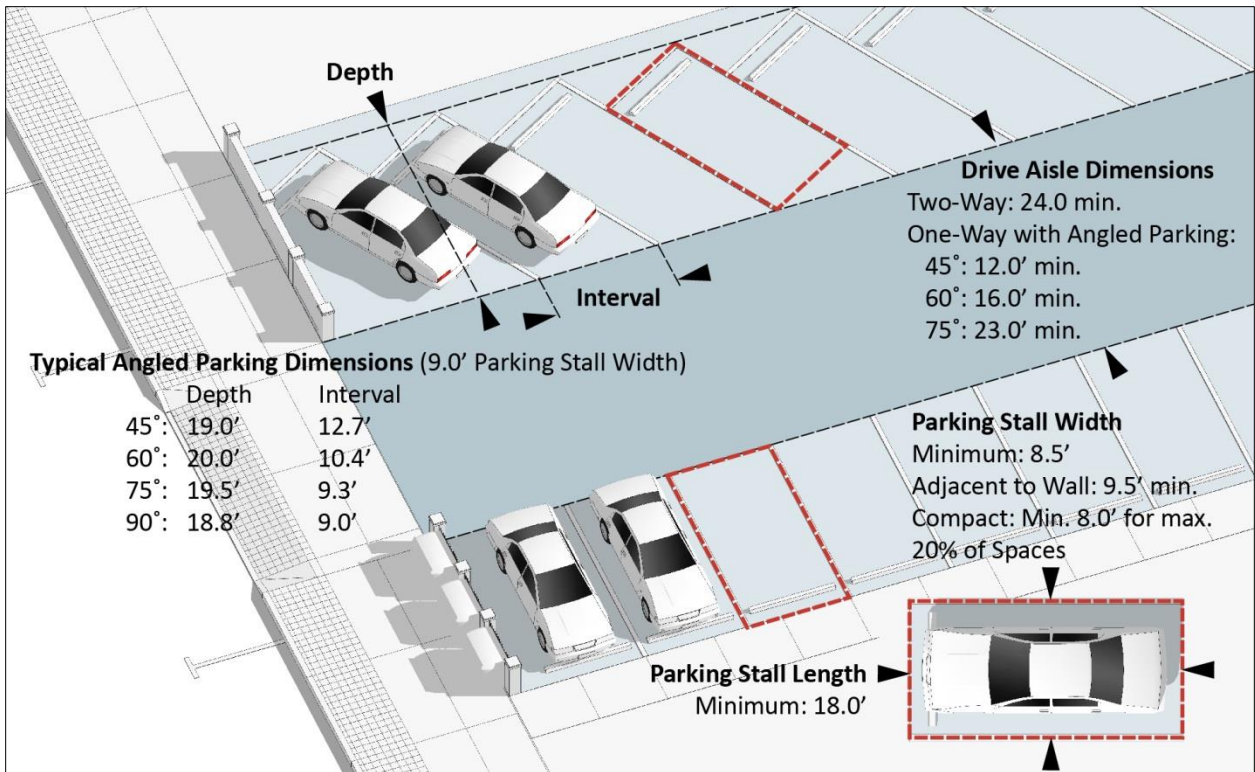 Depth
Interval
Drive Aisle Dimensions
Two-Way: 24.0 min.
One-Way with Angled Parking:
45˚: 12.0’ min.
60˚: 16.0’ min.
75˚: 23.0’ min.
Typical Angled Parking Dimensions (9.0’ Parking Stall Width)
Depth Interval
45˚: 19.0’ 12.7’
60˚: 20.0’ 10.4’
75˚: 19.5’ 9.3’
90˚: 18.8’ 9.0’
Parking Stall Width
Minimum: 8.5’
Adjacent to Wall: 9.5’ min.
Compact: Min. 8.0’ for max.
20% of Spaces
Parking Stall Length
Minimum: 18.0’